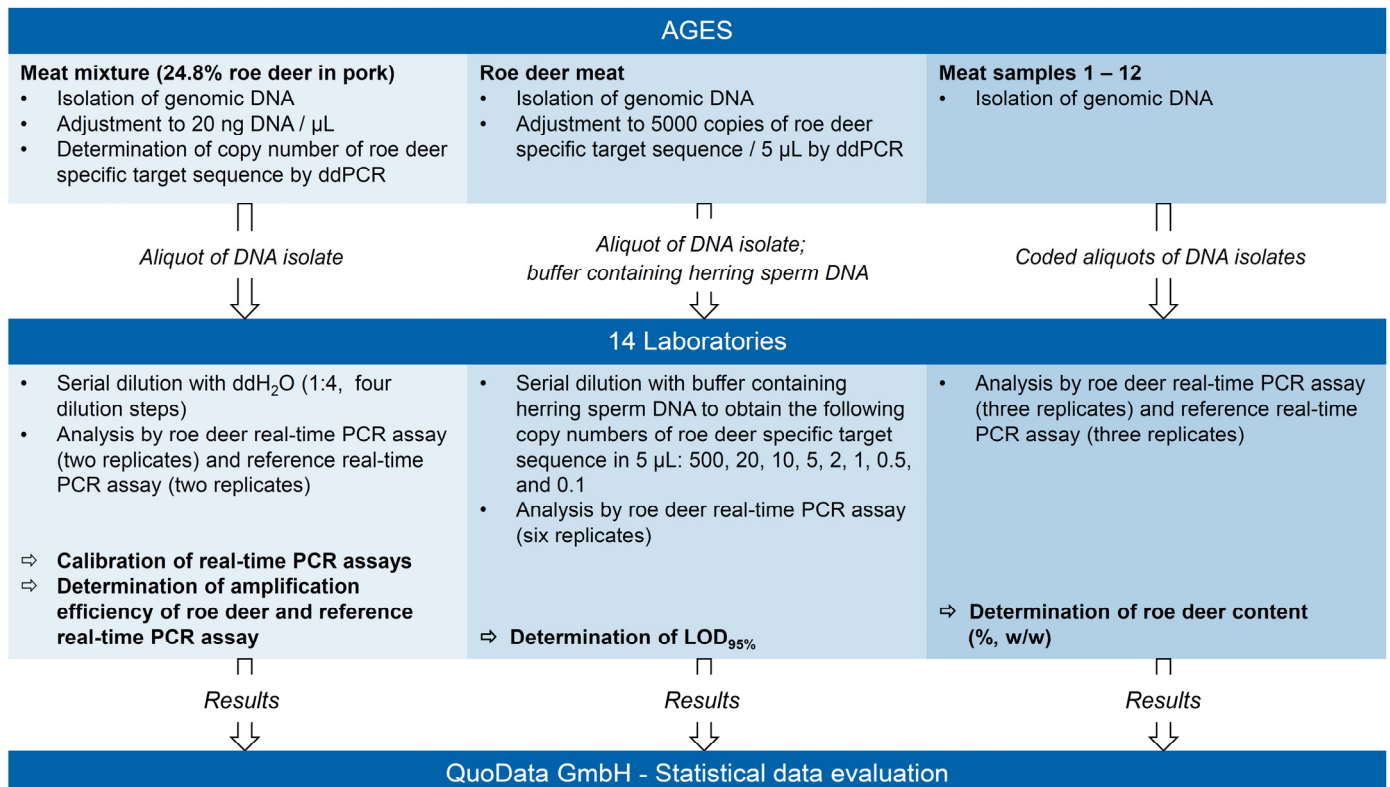 AGES
Meat mixture (24.8% roe deer in pork)
• Isolation of genomic DNA
• Adjustment to 20 ng DNA / µL
• Determination of copy number of roe deer
specific target sequence by ddPCR
Roe deer meat
• Isolation of genomic DNA
• Adjustment to 5000 copies of roe deer
specific target sequence / 5 µL by ddPCR
Meat samples 1 – 12
• Isolation of genomic DNA
Aliquot of DNA isolate
Aliquot of DNA isolate;
buffer containing herring sperm DNA
Coded aliquots of DNA isolates
14 Laboratories
• Serial dilution with ddH₂O (1:4, four
dilution steps)
• Analysis by roe deer real-time PCR assay
(two replicates) and reference real-time
PCR assay (two replicates)
⇨ Calibration of real-time PCR assays
⇨ Determination of amplification
efficiency of roe deer and reference
real-time PCR assay
• Serial dilution with buffer containing
herring sperm DNA to obtain the following
copy numbers of roe deer specific target
sequence in 5 µL: 500, 20, 10, 5, 2, 1, 0.5,
and 0.1
• Analysis by roe deer real-time PCR assay
(six replicates)
⇨ Determination of LOD95%
• Analysis by roe deer real-time PCR assay
(three replicates) and reference real-time
PCR assay (three replicates)
⇨ Determination of roe deer content
(%, w/w)
Results
Results
Results
QuoData GmbH - Statistical data evaluation